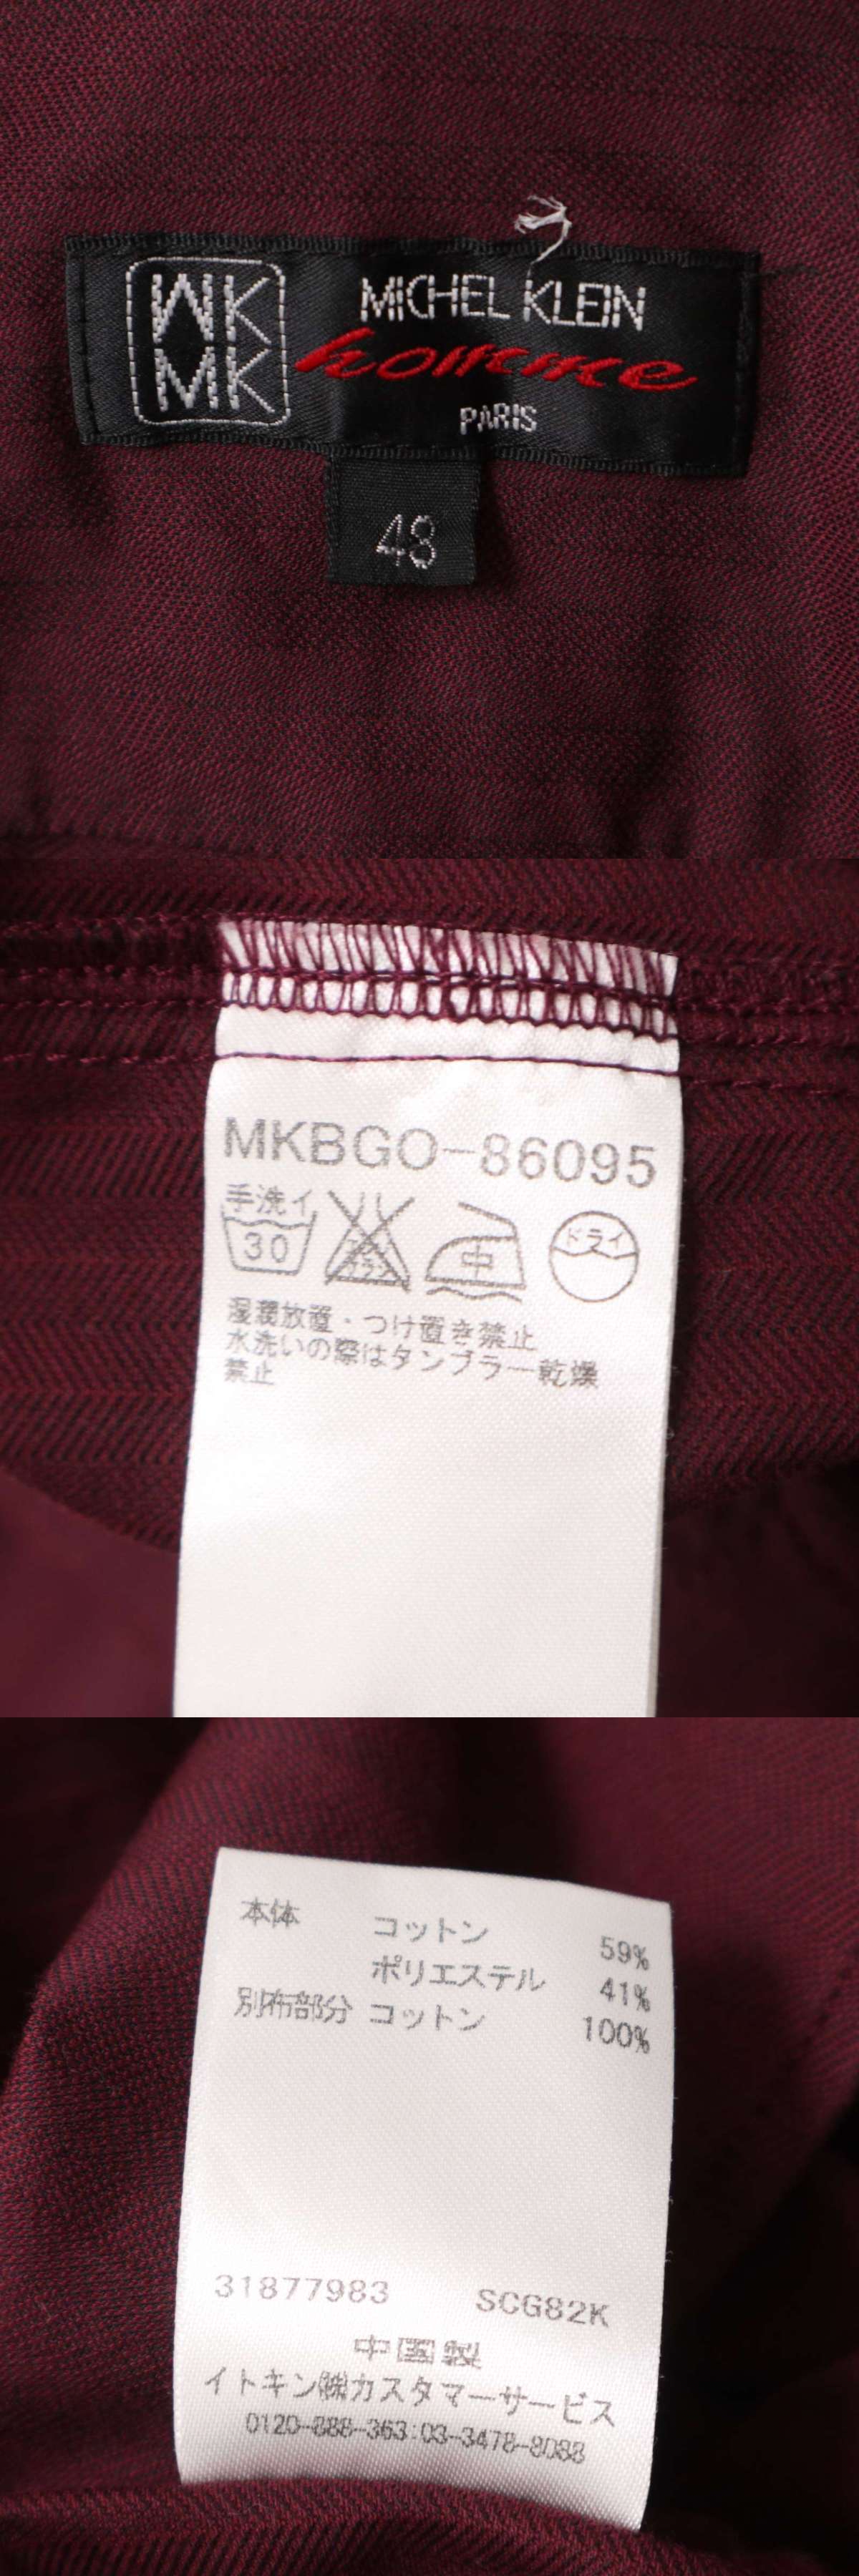 MK
MK
MICHEL KLEIN
homme
PARIS
48
MKBGO-86095
手洗イ
30
中
ドライ
湿潤放置・つけ置き禁止
水洗いの際はタンブラー乾燥
禁止
本体 コットン 59%
ポリエステル 41%
別布部分 コットン 100%
31877983 SCG82K
中国製
イトキン㈱カスタマーサービス
0120-888-363:03-3478-8088